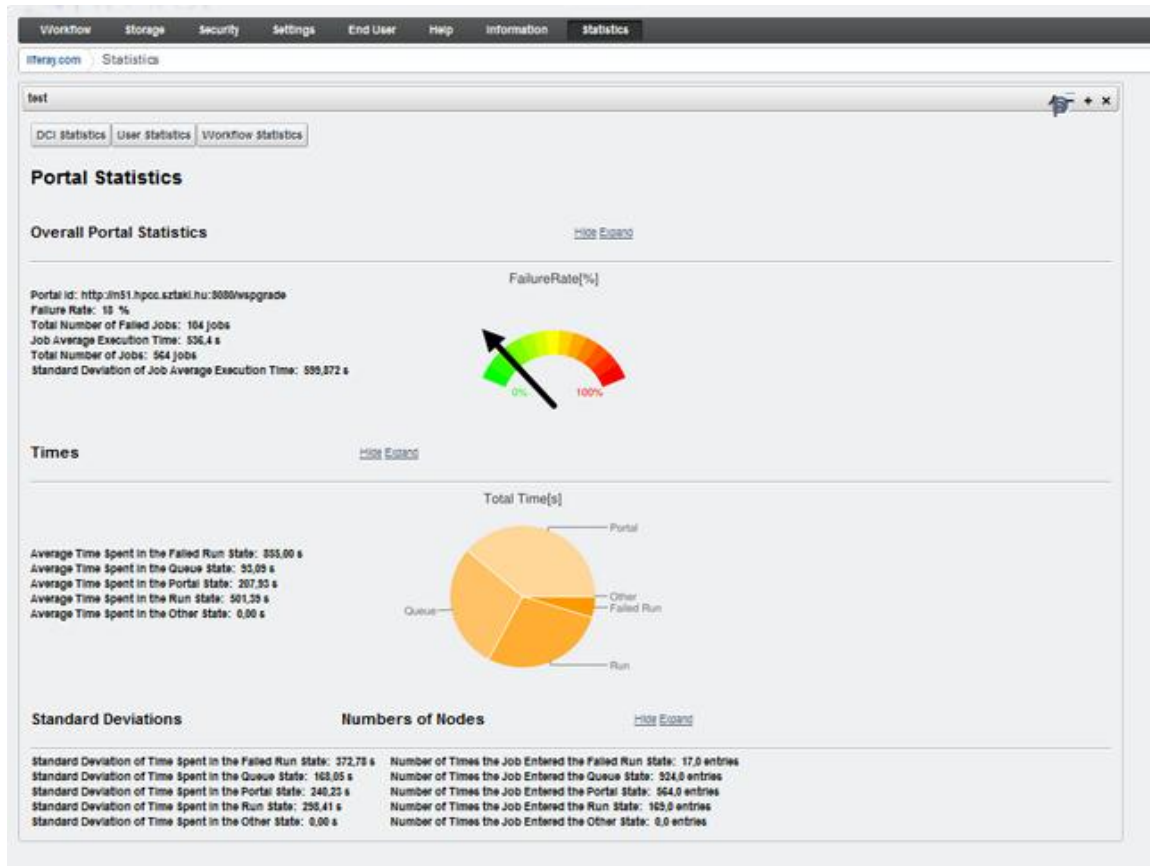 Workflow Storage Security Settings End User Help Information Statistics
liferay.com Statistics
test
DCI Statistics User Statistics Workflow Statistics
Portal Statistics
Overall Portal Statistics Hide Expand
FailureRate[%]
Portal id: http://n51.hpcc.sztaki.hu:8080/wspgrade
Failure Rate: 18 %
Total Number of Failed Jobs: 104 jobs
Job Average Execution Time: 536,4 s
Total Number of Jobs: 564 jobs
Standard Deviation of Job Average Execution Time: 599,872 s
0% 100%
Times Hide Expand
Total Time[s]
Portal
Average Time Spent in the Failed Run State: 855,00 s
Average Time Spent in the Queue State: 93,09 s
Average Time Spent in the Portal State: 207,93 s
Average Time Spent in the Run State: 501,39 s
Average Time Spent in the Other State: 0,00 s
Other
Failed Run
Queue
Run
Standard Deviations Numbers of Nodes Hide Expand
Standard Deviation of Time Spent in the Failed Run State: 372,78 s Number of Times the Job Entered the Failed Run State: 17,0 entries
Standard Deviation of Time Spent in the Queue State: 168,05 s Number of Times the Job Entered the Queue State: 924,0 entries
Standard Deviation of Time Spent in the Portal State: 240,23 s Number of Times the Job Entered the Portal State: 564,0 entries
Standard Deviation of Time Spent in the Run State: 298,41 s Number of Times the Job Entered the Run State: 169,0 entries
Standard Deviation of Time Spent in the Other State: 0,00 s Number of Times the Job Entered the Other State: 0,0 entries